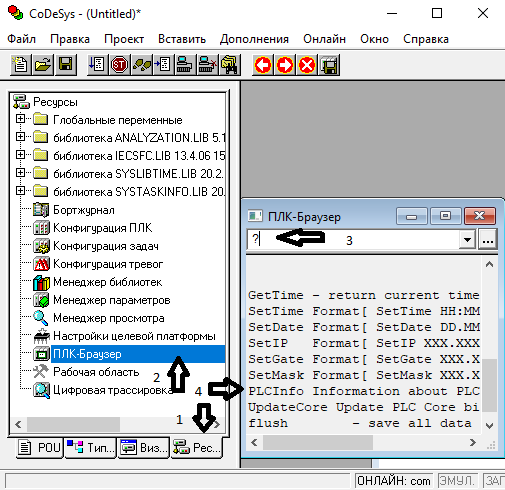 CoDeSys - (Untitled)*
Файл Правка Проект Вставить Дополнения Онлайн Окно Справка
Ресурсы
Глобальные переменные
библиотека ANALYZATION.LIB 5.1
библиотека IECSFC.LIB 13.4.06 15
библиотека SYSLIBTIME.LIB 20.2.
библиотека SYSTASKINFO.LIB 20.
Бортжурнал
Конфигурация ПЛК
Конфигурация задач
Конфигурация тревог
Менеджер библиотек
Менеджер параметров
Менеджер просмотра
Настройки целевой платформы
ПЛК-Браузер
Рабочая область
Цифровая трассировка
1
2
4
POU
Тип...
Виз...
Рес...
ПЛК-Браузер
?
3
...
GetTime - return current time
SetTime Format[ SetTime HH:MM
SetDate Format[ SetDate DD.MM
SetIP Format[ SetIP XXX.XXX
SetGate Format[ SetGate XXX.X
SetMask Format[ SetMask XXX.X
PLCInfo Information about PLC
UpdateCore Update PLC Core bi
flush - save all data
ОНЛАЙН: com ЭМУЛ. ЗАГ